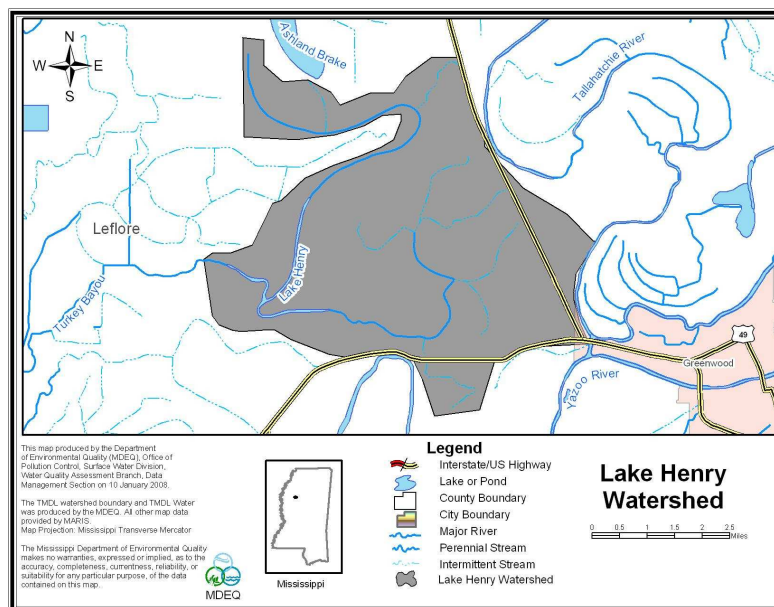 N
W E
S
Ashland Brake
Tallahatchie River
Leflore
Lake Henry
Turkey Bayou
49
Greenwood
Yazoo River
This map produced by the Department
of Environmental Quality (MDEQ), Office of
Pollution Control, Surface Water Division,
Water Quality Assessment Branch, Data
Management Section on 10 January 2008.
The TMDL watershed boundary and TMDL Water
was produced by the MDEQ. All other map data
provided by MARIS.
Map Projection: Mississippi Transverse Mercator
The Mississippi Department of Environmental Quality
makes no warranties, expressed or implied, as to the
accuracy, completeness, currentness, reliability, or
suitability for any particular purpose, of the data
contained on this map.
MDEQ
Mississippi
Legend
Interstate/US Highway
Lake or Pond
County Boundary
City Boundary
Major River
Perennial Stream
Intermittent Stream
Lake Henry Watershed
Lake Henry
Watershed
0 0.5 1 1.5 2 2.5
Miles